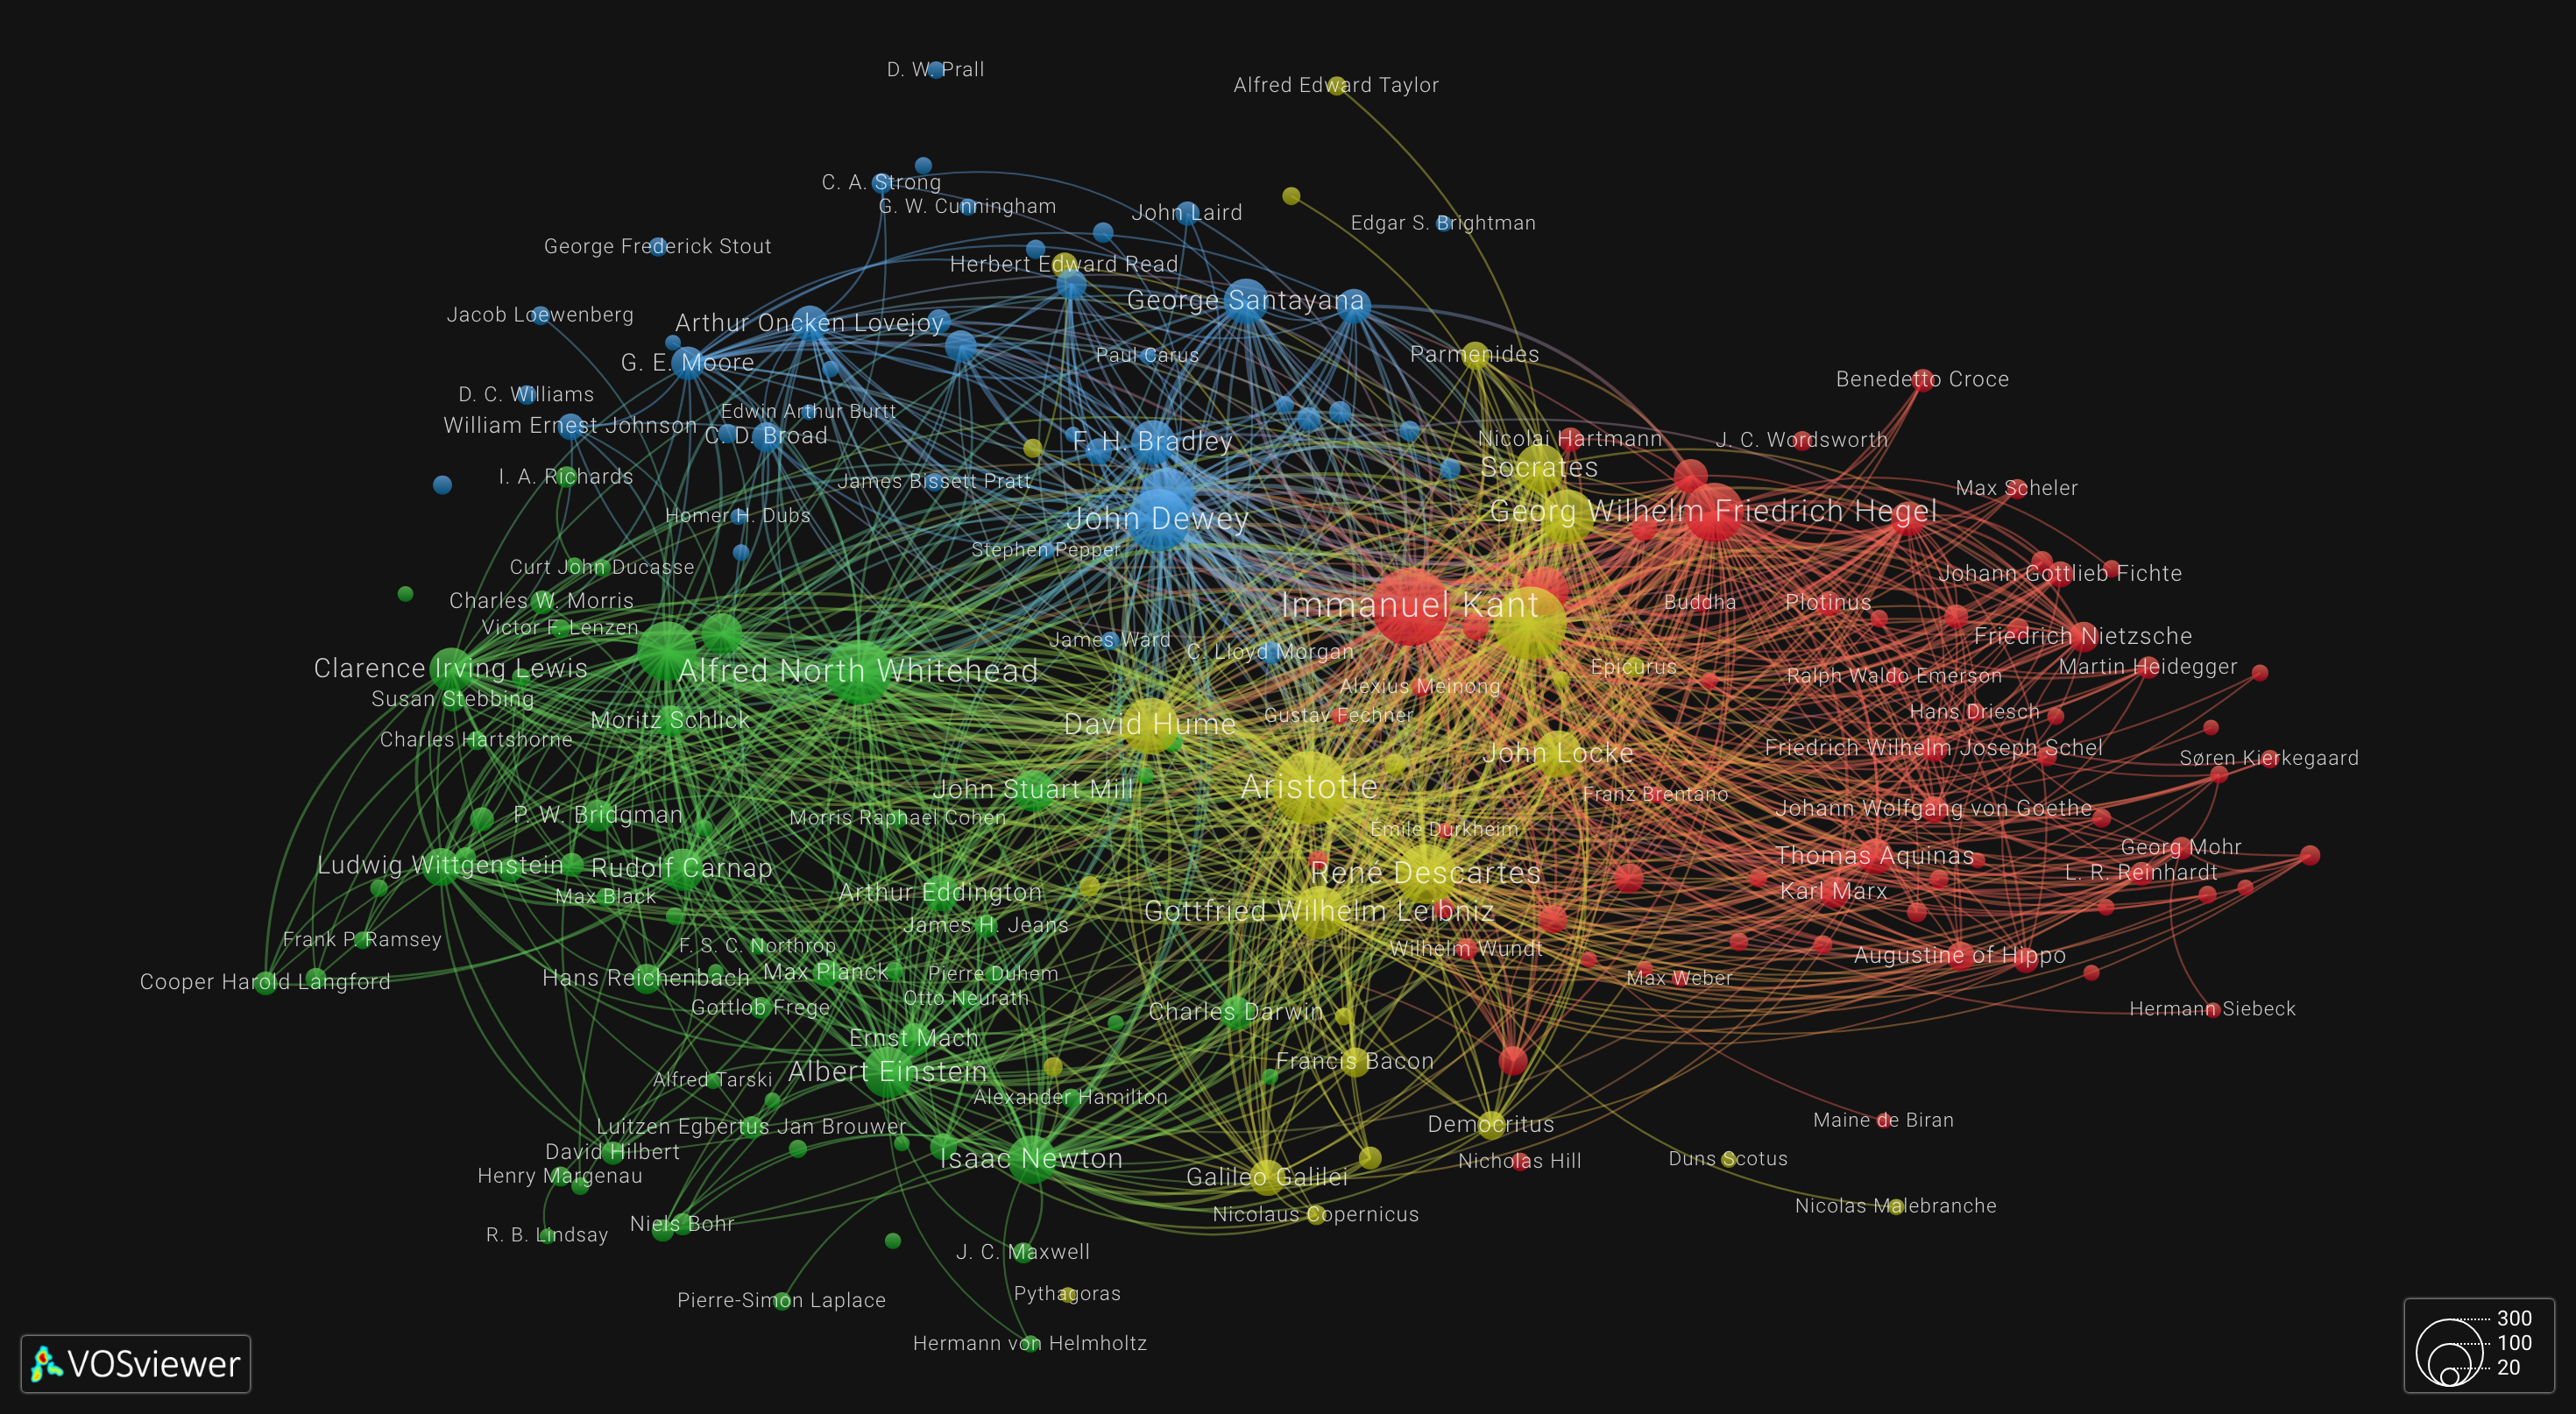 D. W. Prall
Alfred Edward Taylor
C. A. Strong
G. W. Cunningham
John Laird
Edgar S. Brightman
George Frederick Stout
Herbert Edward Read
George Santayana
Jacob Loewenberg
Arthur Oncken Lovejoy
Paul Carus
Parmenides
G. E. Moore
Benedetto Croce
D. C. Williams
Edwin Arthur Burtt
William Ernest Johnson
C. D. Broad
F. H. Bradley
Nicolai Hartmann
J. C. Wordsworth
Socrates
I. A. Richards
James Bissett Pratt
Max Scheler
Homer H. Dubs
John Dewey
Georg Wilhelm Friedrich Hegel
Stephen Pepper
Curt John Ducasse
Johann Gottlieb Fichte
Charles W. Morris
Immanuel Kant
Buddha
Plotinus
Victor F. Lenzen
James Ward
Friedrich Nietzsche
C. Lloyd Morgan
Clarence Irving Lewis
Alfred North Whitehead
Epicurus
Martin Heidegger
Ralph Waldo Emerson
Alexius Meinong
Susan Stebbing
Gustav Fechner
Hans Driesch
Moritz Schlick
David Hume
Charles Hartshorne
John Locke
Friedrich Wilhelm Joseph Schel
Søren Kierkegaard
John Stuart Mill
Aristotle
Franz Brentano
P. W. Bridgman
Morris Raphael Cohen
Johann Wolfgang von Goethe
Émile Durkheim
Georg Mohr
Ludwig Wittgenstein
Rudolf Carnap
René Descartes
Thomas Aquinas
L. R. Reinhardt
Max Black
Arthur Eddington
Karl Marx
Gottfried Wilhelm Leibniz
James H. Jeans
Frank P. Ramsey
F. S. C. Northrop
Wilhelm Wundt
Augustine of Hippo
Cooper Harold Langford
Hans Reichenbach
Max Planck
Pierre Duhem
Max Weber
Otto Neurath
Gottlob Frege
Charles Darwin
Hermann Siebeck
Ernst Mach
Francis Bacon
Alfred Tarski
Albert Einstein
Alexander Hamilton
Luitzen Egbertus Jan Brouwer
Democritus
Maine de Biran
David Hilbert
Isaac Newton
Nicholas Hill
Duns Scotus
Henry Margenau
Galileo Galilei
Nicolas Malebranche
Niels Bohr
Nicolaus Copernicus
R. B. Lindsay
J. C. Maxwell
Pythagoras
Pierre-Simon Laplace
Hermann von Helmholtz
VOSviewer
300
100
20